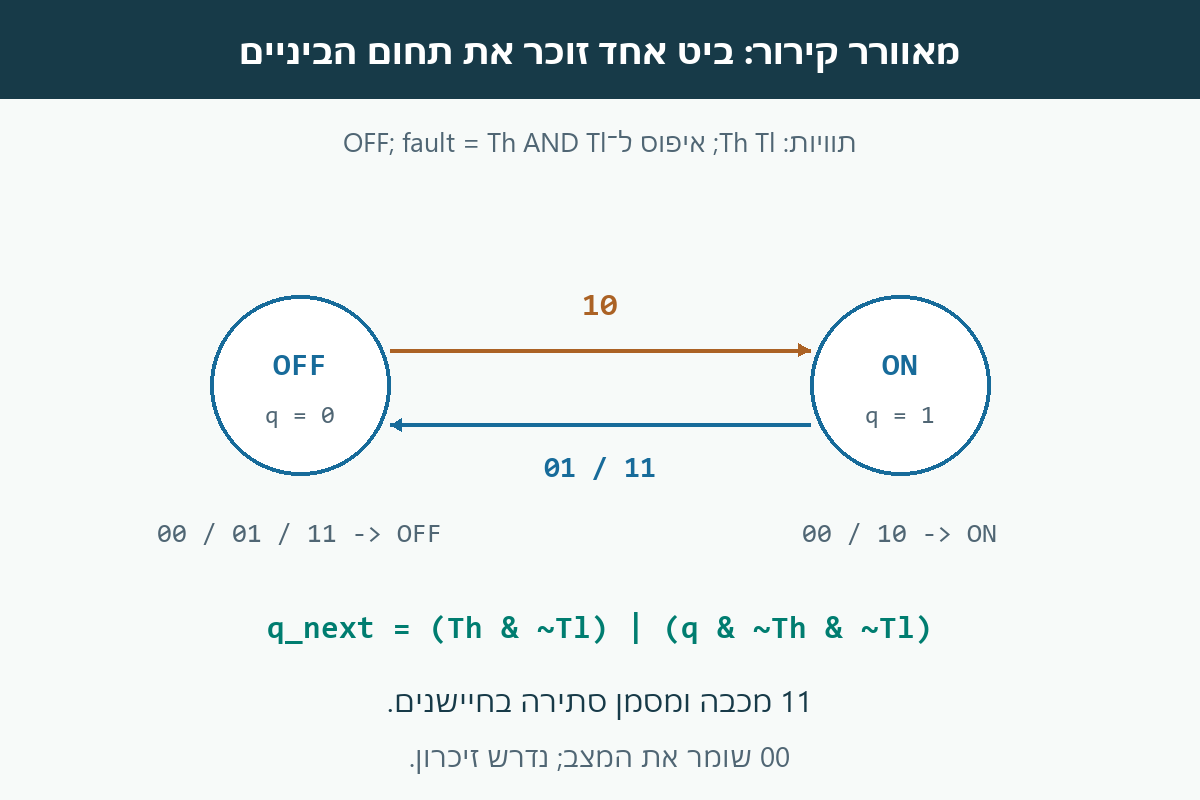 מאוורר קירור: ביט אחד זוכר את תחום הביניים
תוויות: Th Tl; איפוס ל־OFF; fault = Th AND Tl
10
OFF
ON
q = 0
q = 1
01 / 11
00 / 01 / 11 -> OFF
00 / 10 -> ON
q_next = (Th & ~Tl) | (q & ~Th & ~Tl)
11 מכבה ומסמן סתירה בחיישנים.
00 שומר את המצב; נדרש זיכרון.